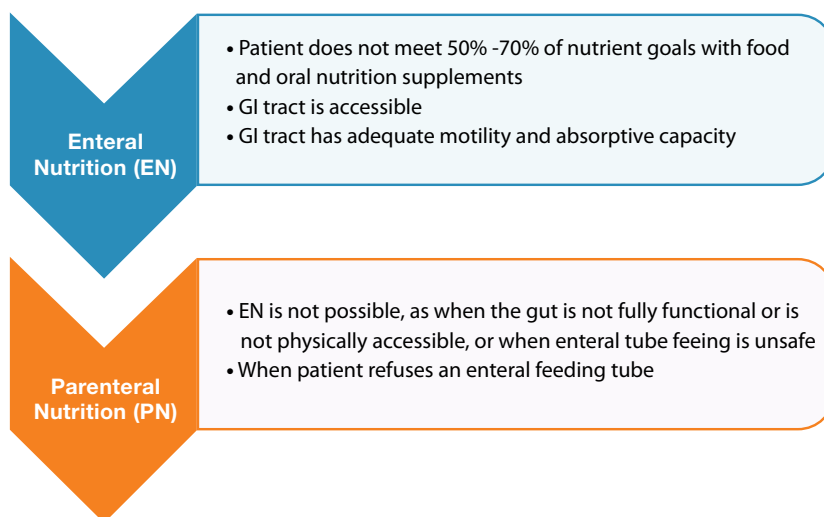 Enteral
Nutrition (EN)
• Patient does not meet 50% -70% of nutrient goals with food
and oral nutrition supplements
• GI tract is accessible
• GI tract has adequate motility and absorptive capacity
Parenteral
Nutrition (PN)
• EN is not possible, as when the gut is not fully functional or is
not physically accessible, or when enteral tube feeing is unsafe
• When patient refuses an enteral feeding tube